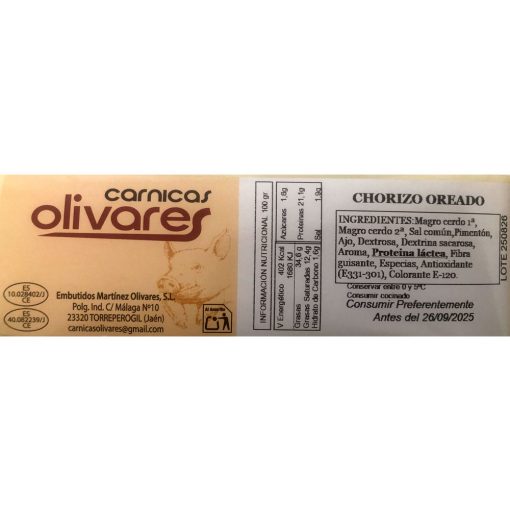 carnicas
olivares
ES
10.028402/J
CE
ES
40.082239/J
CE
Embutidos Martínez Olivares, S.L.
Polg. Ind. C/ Málaga Nº10
23320 TORREPEROGIL (Jaén)
carnicasolivares@gmail.com
INFORMACION NUTRICIONAL 100 gr
V Energético 402 Kcal
1680 KJ
Grasas 34,6 g
Grasas Saturadas 12,4g
Hidrato de Carbono 1,6g
Azúcares 1,8g
Proteinas 21,1g
Sal 1,9g
CHORIZO OREADO
INGREDIENTES:Magro cerdo 1ª,
Magro cerdo 2ª, Sal común,Pimentón,
Ajo, Dextrosa, Dextrina sacarosa,
Aroma, Proteína láctea, Fibra
guisante, Especias, Antioxidante
(E331-301), Colorante E-120.
Conservar entre 0 y 5ºC
Consumir cocinado
Consumir Preferentemente
Antes del 26/09/2025
LOTE 250826